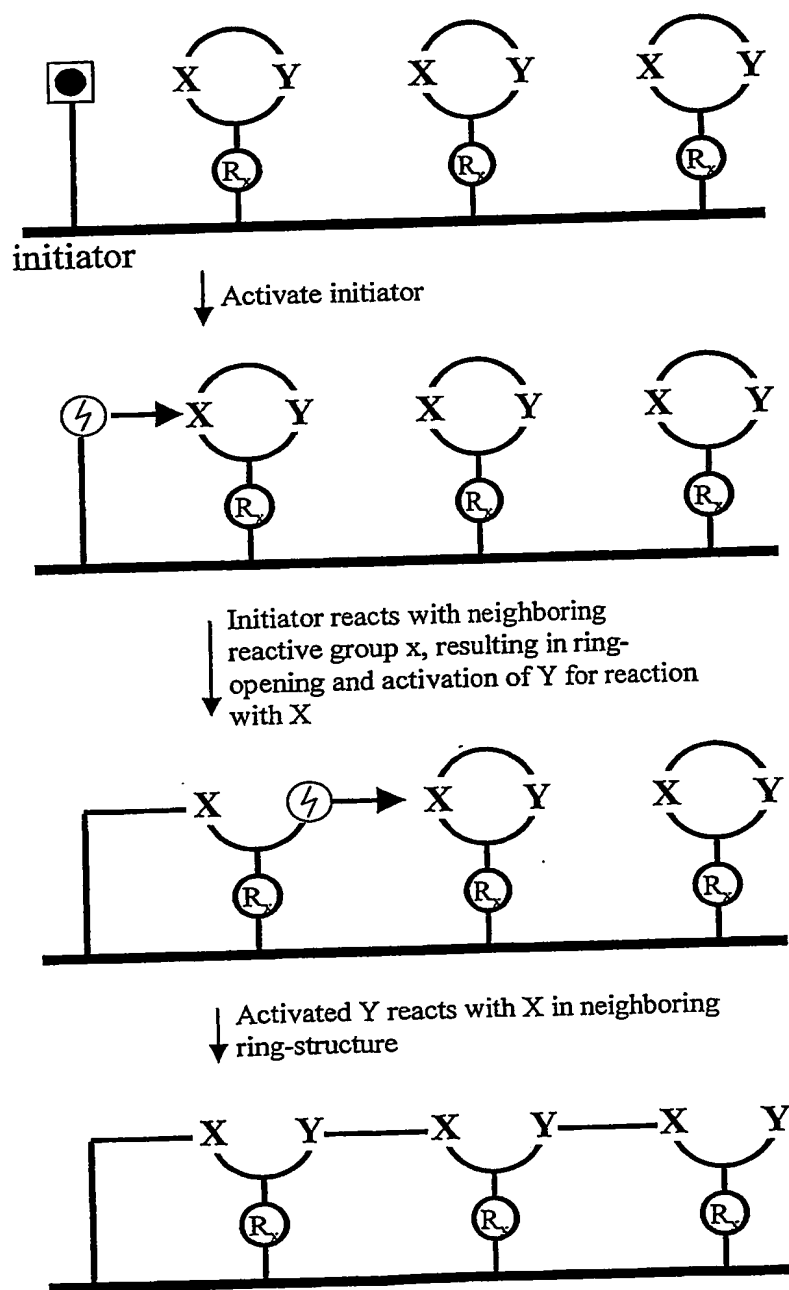 X Y X Y X Y
Rx Rx Rx
initiator
Activate initiator
X Y X Y X Y
Rx Rx Rx
Initiator reacts with neighboring
reactive group x, resulting in ring-
opening and activation of Y for reaction
with X
X X Y X Y
Rx Rx Rx
Activated Y reacts with X in neighboring
ring-structure
X Y X Y X Y
Rx Rx Rx